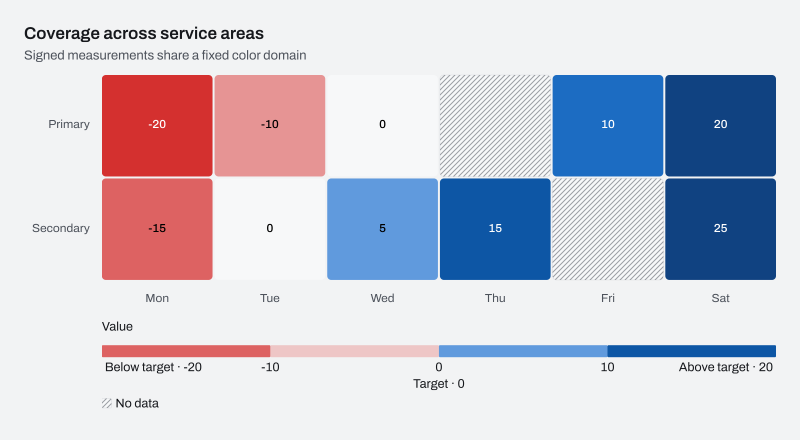 Coverage across service areas
Signed measurements share a fixed color domain
Primary -20 -10 0 10 20
Secondary -15 0 5 15 25
Mon Tue Wed Thu Fri Sat
Value
Below target · -20 -10 0 10 Above target · 20
Target · 0
No data